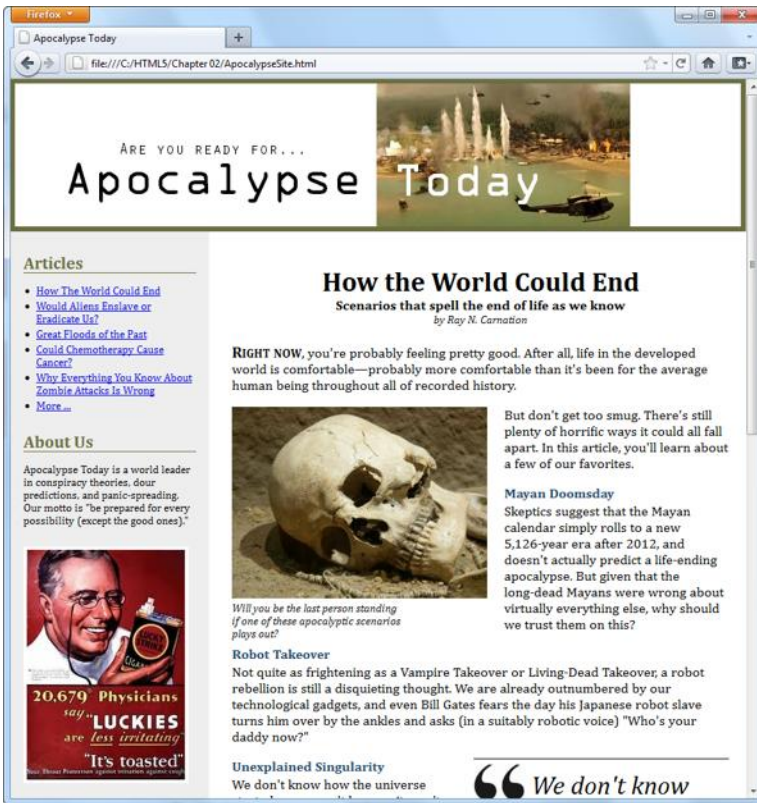 Firefox
Apocalypse Today
file:///C:/HTML5/Chapter 02/ApocalypseSite.html
ARE YOU READY FOR...
Apocalypse Today
Articles
How The World Could End
Would Aliens Enslave or
Eradicate Us?
Great Floods of the Past
Could Chemotherapy Cause
Cancer?
Why Everything You Know About
Zombie Attacks Is Wrong
More ...
About Us
Apocalypse Today is a world leader
in conspiracy theories, dour
predictions, and panic-spreading.
Our motto is "be prepared for every
possibility (except the good ones)."
LUCKY
STRIKE
CIGARETTES
20,679 Physicians
say "LUCKIES
are less irritating"
"It's toasted"
Your Throat Protection against irritation against cough
How the World Could End
Scenarios that spell the end of life as we know
by Ray N. Carnation
RIGHT NOW, you're probably feeling pretty good. After all, life in the developed
world is comfortable—probably more comfortable than it's been for the average
human being throughout all of recorded history.
But don't get too smug. There's still
plenty of horrific ways it could all fall
apart. In this article, you'll learn about
a few of our favorites.
Mayan Doomsday
Skeptics suggest that the Mayan
calendar simply rolls to a new
5,126-year era after 2012, and
doesn't actually predict a life-ending
apocalypse. But given that the
long-dead Mayans were wrong about
virtually everything else, why should
we trust them on this?
Will you be the last person standing
if one of these apocalyptic scenarios
plays out?
Robot Takeover
Not quite as frightening as a Vampire Takeover or Living-Dead Takeover, a robot
rebellion is still a disquieting thought. We are already outnumbered by our
technological gadgets, and even Bill Gates fears the day his Japanese robot slave
turns him over by the ankles and asks (in a suitably robotic voice) "Who's your
daddy now?"
Unexplained Singularity
We don't know how the universe
“ We don't know